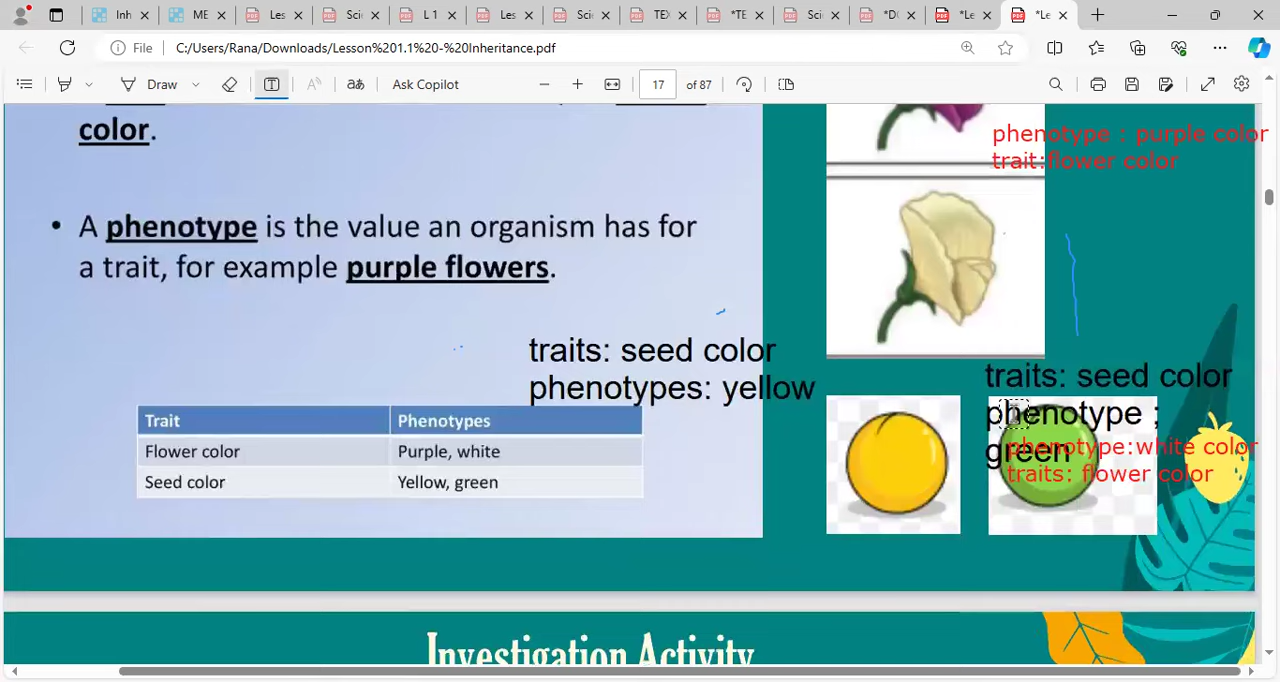 Inh
ME
Les
Scie
L 1
Les
Sci
TEX
*TE
Sci
*D
*Le
*Le
File
C:/Users/Rana/Downloads/Lesson%201.1%20-%20Inheritance.pdf
Draw
aあ
Ask Copilot
17 of 87
color.
• A phenotype is the value an organism has for
a trait, for example purple flowers.
traits: seed color
phenotypes: yellow
Trait Phenotypes
Flower color Purple, white
Seed color Yellow, green
phenotype : purple color
trait:flower color
traits: seed color
phenotype ;
green
phenotype:white color
traits: flower color
Investigation Activity